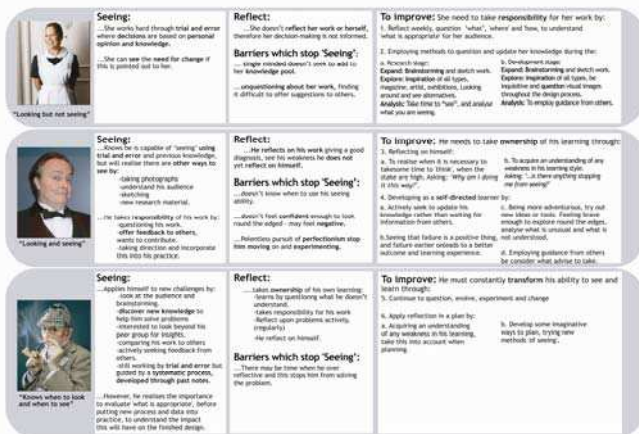 Seeing:
...She works hard through trial and error
where decisions are based on personal
opinion and knowledge.
...She can see the need for change if
this is pointed out to her.
"Looking but not seeing"
Reflect:
...She doesn't reflect her work or herself,
therefore her decision-making is not informed.
Barriers which stop 'Seeing':
... single minded doesn't seek to add to
her knowledge pool.
...unquestioning about her work, finding
it difficult to offer suggestions to others.
To improve: She need to take responsibility for her work by:
1. Reflect weekly, question 'what', where' and how, to understand
what is appropriate for her audience.
2. Employing methods to question and update her knowledge during the:
a. Research stage:
Expand: Brainstorming and sketch work.
Explore: Inspiration of all types,
magazine, artist, exhibitions, Looking
around and see alternatives.
Analysis: Take time to "see", and analyse
what you are seeing.
b. Development stage:
Expand: Brainstorming and sketch work.
Explore: Inspiration of all types, be
inquisitive and question visual images
throughout the design process.
Analysis: To employ guidance from others.
Seeing:
...Knows he is capable of 'seeing' using
trial and error and previous knowledge,
but will realise there are other ways to
see by:
-taking photographs
-understand his audience
-sketching
-new research material.
...He takes responsibility of his work by:
-questioning his work.
-offer feedback to others,
wants to contribute.
-taking direction and incorporate
this into his practice.
"Looking and seeing"
Reflect:
...He reflects on his work giving a good
diagnosis, see his weakness he does not
yet reflect on himself.
Barriers which stop 'Seeing':
...doesn't know when to use his seeing
ability.
...doesn't feel confident enough to look
round the edged - may feel negative.
...Relentless pursuit of perfectionism stop
him moving on and experimenting.
To improve: He needs to take ownership of his learning through:
3. Reflecting on himself:
a. To realise when it is necessary to
takesome time to 'think', when the
state are high. Asking: 'Why am I doing
it this way?'.
b. To acquire an understanding of any
weakness in his learning style.
Asking: '...is there anything stopping
me from seeing?'
4. Developing as a self-directed learner by:
a. Actively seek to update his
knowledge rather than waiting for
information from others.
b.Seeing that failure is a positive thing,
and failure earlier onleads to a better
outcome and learning experience.
c. Being more adventurous, try out
new ideas or tools. Feeling brave
enough to explore round the edges,
analyse what is unusual and what is
not understood.
d. Employing guidance from others
be consider what advise to take.
Seeing:
...Applies himself to new challenges by:
-look at the audience and
brainstorming.
-discover new knowledge to
help him solve problems
-interested to look beyond his
peer group for insights.
-comparing his work to others
-actively seeking feedback from
others.
-still working by trial and error but
guided by a systematic process,
developed through past notes.
...However, he realises the importance
to evaluate what is appropriate, before
putting new process and data into
practice, to understand the impact
this will have on the finished design.
"Knows when to look
and when to see"
Reflect:
...takes ownership of his own learning:
-learns by questioning what he doesn't
understand.
-takes responsibility for his work
-Reflect upon problems actively,
(regularly)
-He reflect on himself.
Barriers which stop 'Seeing':
...There may be time when he over
reflective and this stops him from solving
the problem.
To improve: He must constantly transform his ability to see and
learn through:
5. Continue to question, evolve, experiment and change
6. Apply reflection in a plan by:
a. Acquiring an understanding
of any weakness in his learning,
take this into account when
planning
b. Develop some imaginative
ways to plan, trying new
methods of seeing'.